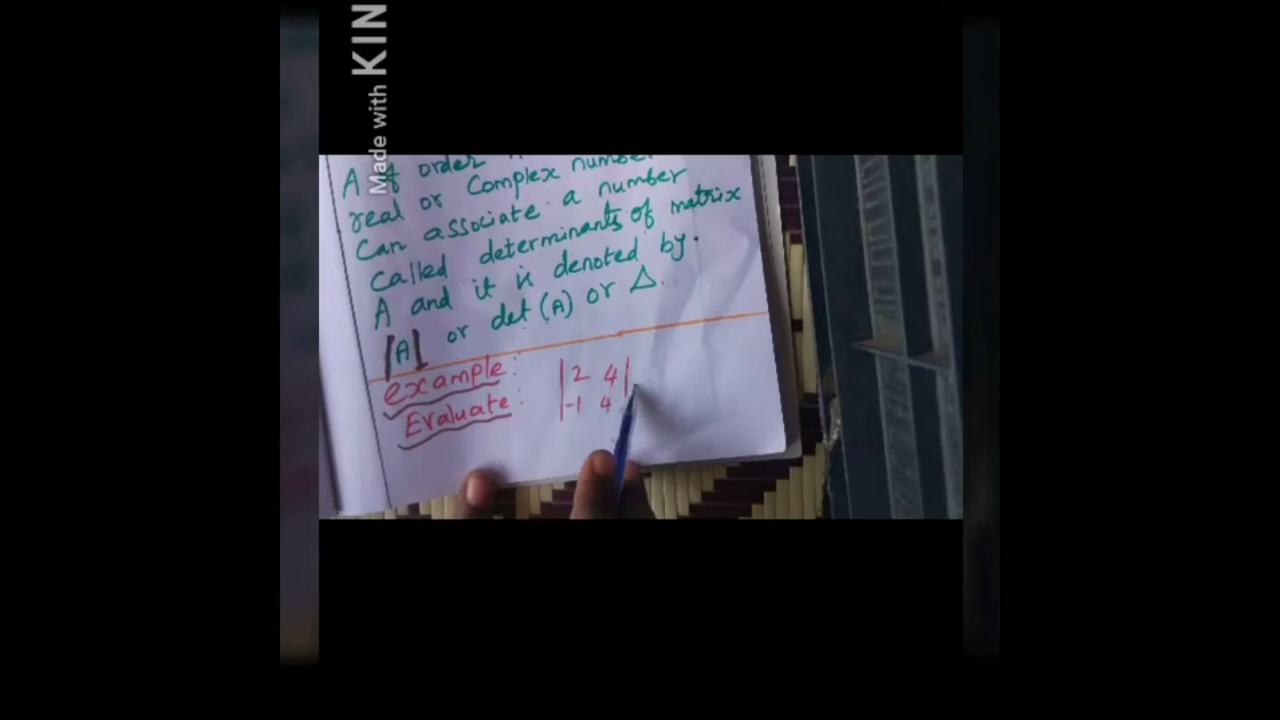 Made with KIN
A of order
real or Complex number
Can associate a number
called determinants of matrix
A and it is denoted by.
|A| or det (A) or Δ.
example:
Evaluate: |2 4|
|-1 4